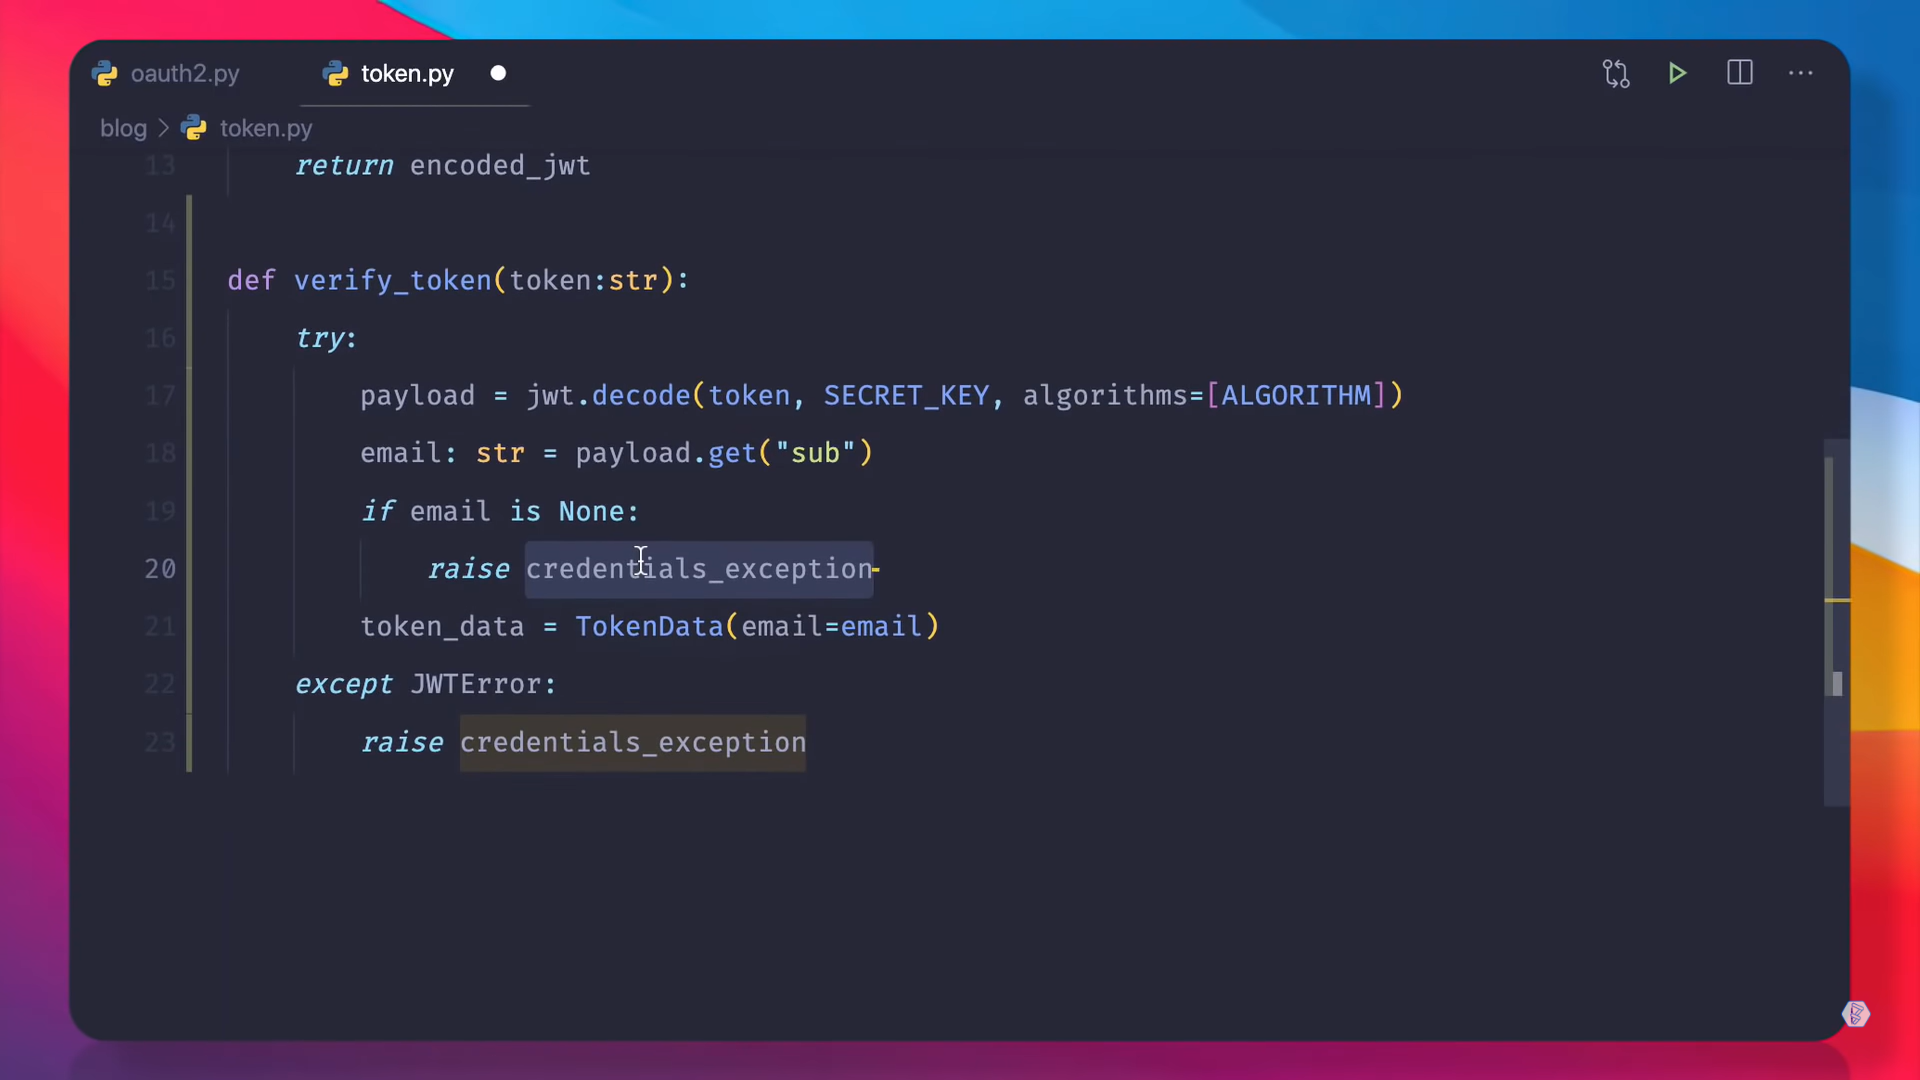 oauth2.py token.py
blog > token.py
13 return encoded_jwt
14
15 def verify_token(token:str):
16 try:
17 payload = jwt.decode(token, SECRET_KEY, algorithms=[ALGORITHM])
18 email: str = payload.get("sub")
19 if email is None:
20 raise credentials_exception
21 token_data = TokenData(email=email)
22 except JWTError:
23 raise credentials_exception